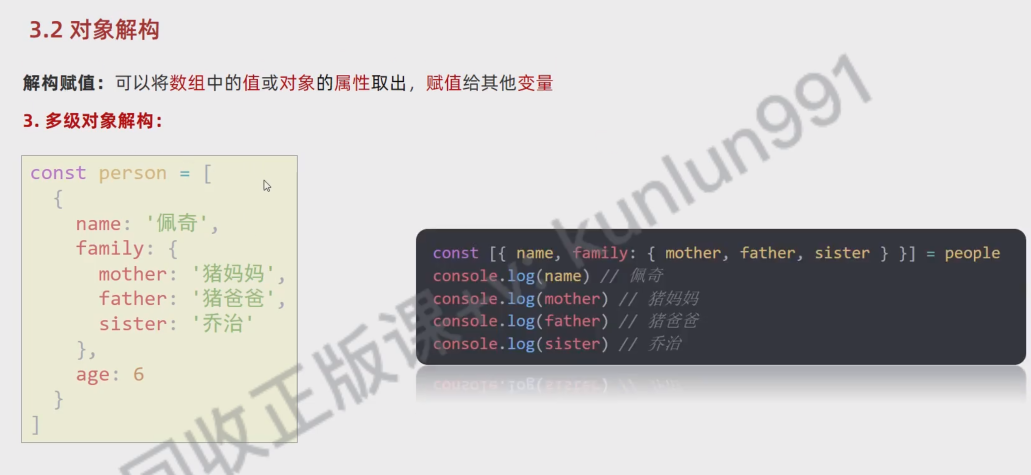 3.2 对象解构
解构赋值：可以将数组中的值或对象的属性取出，赋值给其他变量
3. 多级对象解构：
const person = [
{
name: '佩奇',
family: {
mother: '猪妈妈',
father: '猪爸爸',
sister: '乔治'
},
age: 6
}
]
const [{ name, family: { mother, father, sister } }] = people
console.log(name) // 佩奇
console.log(mother) // 猪妈妈
console.log(father) // 猪爸爸
console.log(sister) // 乔治
回收正版课+v: kunlun991